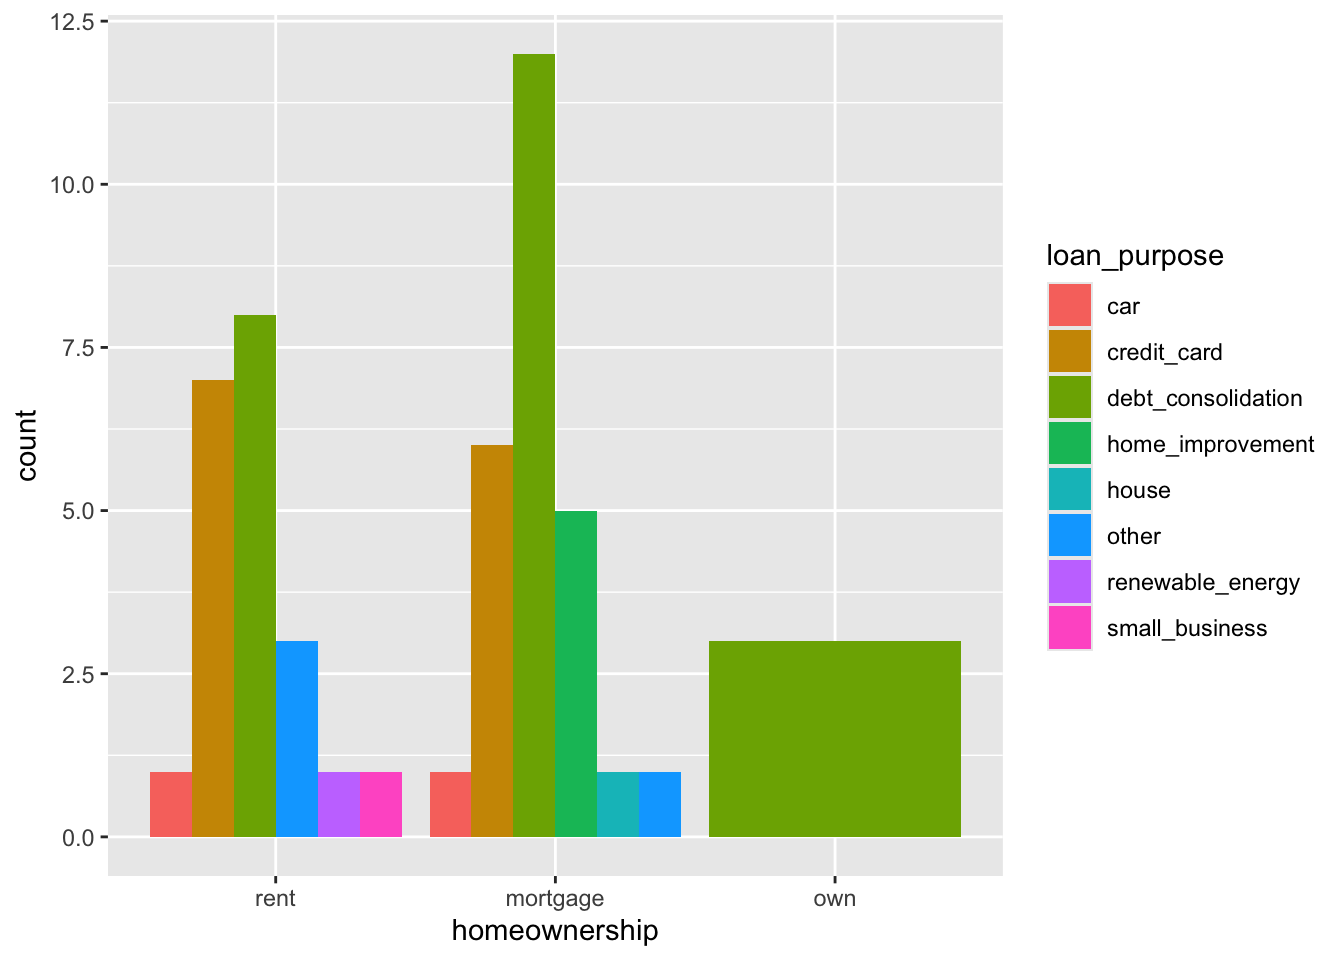 12.5
10.0
7.5
5.0
2.5
0.0
count
rent mortgage own
homeownership
loan_purpose
car
credit_card
debt_consolidation
home_improvement
house
other
renewable_energy
small_business